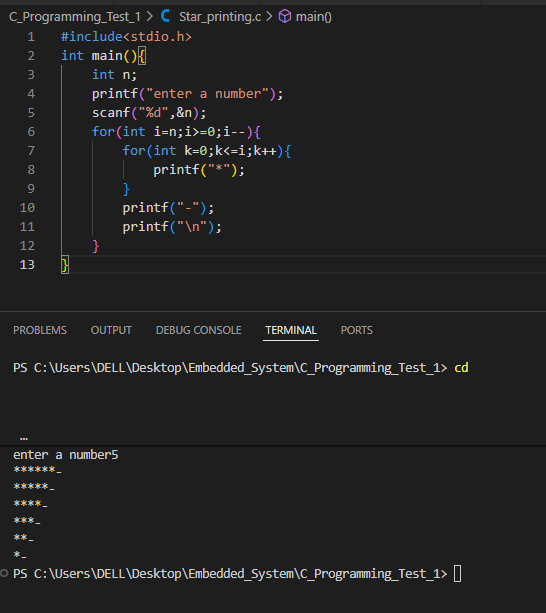 C_Programming_Test_1 > C Star_printing.c > main()
1 #include<stdio.h>
2 int main(){
3     int n;
4     printf("enter a number");
5     scanf("%d",&n);
6     for(int i=n;i>=0;i--){
7         for(int k=0;k<=i;k++){
8             printf("*");
9         }
10         printf("-");
11         printf("\n");
12     }
13 }
PROBLEMS OUTPUT DEBUG CONSOLE TERMINAL PORTS
PS C:\Users\DELL\Desktop\Embedded_System\C_Programming_Test_1> cd
...
enter a number5
******-
*****-
****-
***-
**-
*-
PS C:\Users\DELL\Desktop\Embedded_System\C_Programming_Test_1>